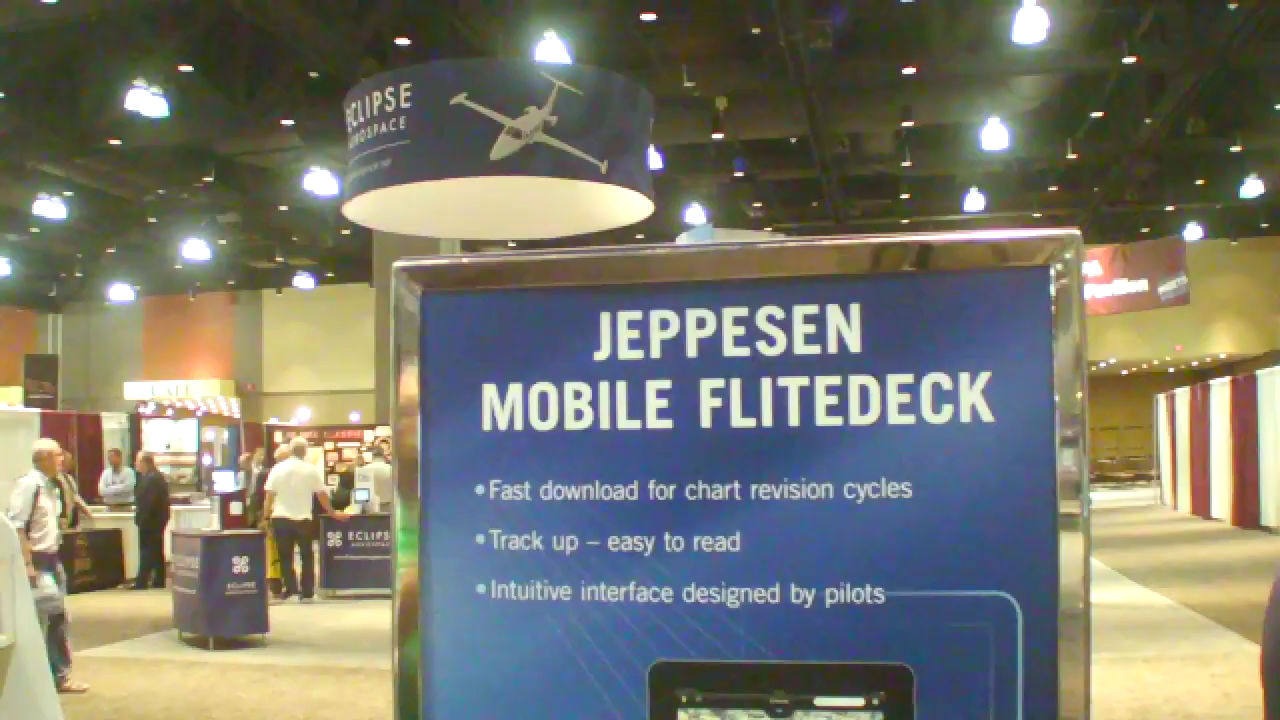 ECLIPSE
AEROSPACE
JEPPESEN
MOBILE FLITEDECK
•Fast download for chart revision cycles
•Track up – easy to read
•Intuitive interface designed by pilots
ECLIPSE
AEROSPACE
ECLIPSE